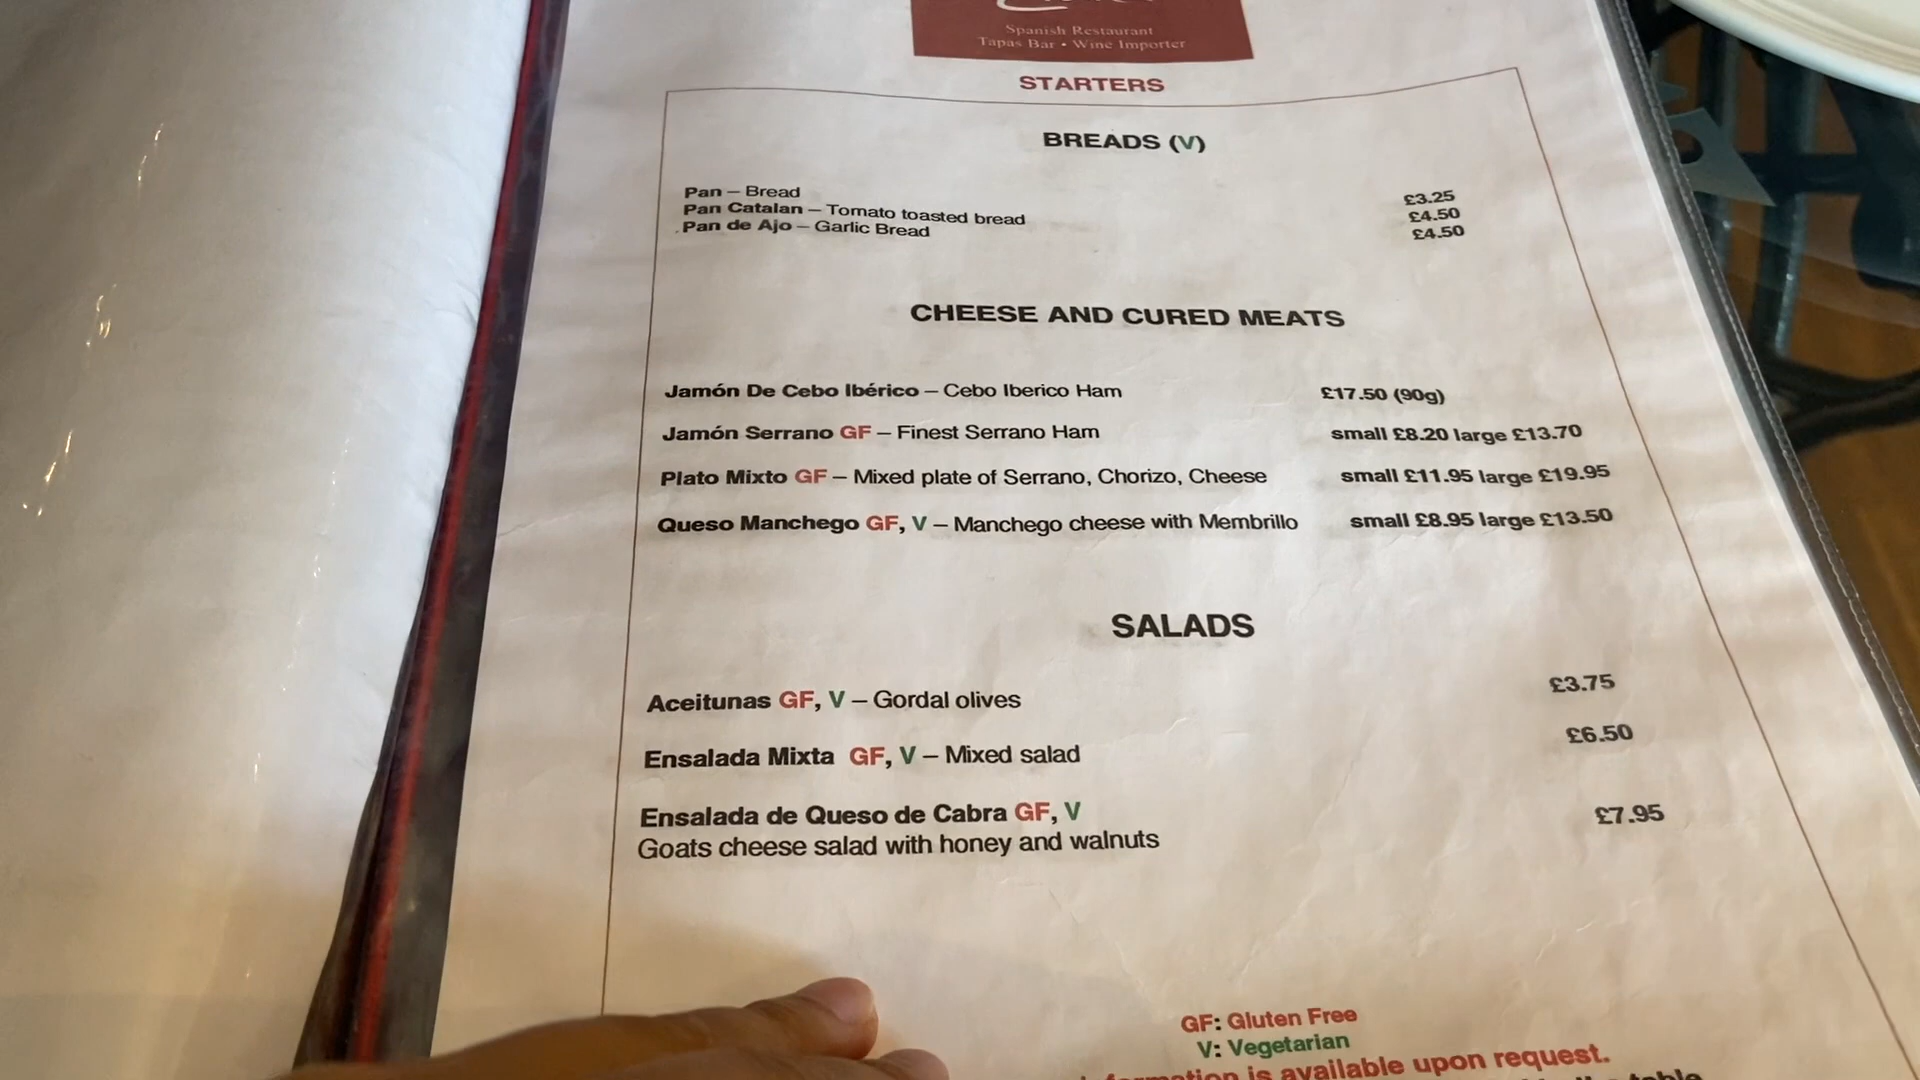 Spanish Restaurant
Tapas Bar • Wine Importer
STARTERS
BREADS (V)
Pan – Bread £3.25
Pan Catalan – Tomato toasted bread £4.50
Pan de Ajo – Garlic Bread £4.50
CHEESE AND CURED MEATS
Jamón De Cebo Ibérico – Cebo Iberico Ham £17.50 (90g)
Jamón Serrano GF – Finest Serrano Ham small £8.20 large £13.70
Plato Mixto GF – Mixed plate of Serrano, Chorizo, Cheese small £11.95 large £19.95
Queso Manchego GF, V – Manchego cheese with Membrillo small £8.95 large £13.50
SALADS
Aceitunas GF, V – Gordal olives £3.75
Ensalada Mixta GF, V – Mixed salad £6.50
Ensalada de Queso de Cabra GF, V £7.95
Goats cheese salad with honey and walnuts
GF: Gluten Free
V: Vegetarian
is available upon request.